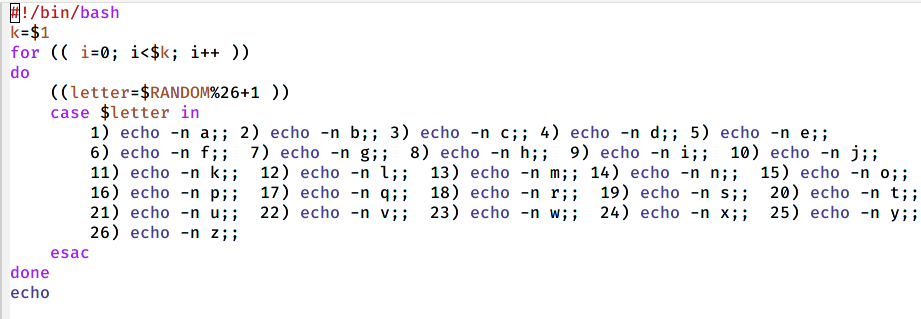 #!/bin/bash
k=$1
for (( i=0; i<$k; i++ ))
do
    ((letter=$RANDOM%26+1 ))
    case $letter in
        1) echo -n a;; 2) echo -n b;; 3) echo -n c;; 4) echo -n d;; 5) echo -n e;;
        6) echo -n f;;  7) echo -n g;;  8) echo -n h;;  9) echo -n i;;  10) echo -n j;;
        11) echo -n k;;  12) echo -n l;;  13) echo -n m;; 14) echo -n n;;  15) echo -n o;;
        16) echo -n p;;  17) echo -n q;;  18) echo -n r;;  19) echo -n s;;  20) echo -n t;;
        21) echo -n u;;  22) echo -n v;;  23) echo -n w;;  24) echo -n x;;  25) echo -n y;;
        26) echo -n z;;
    esac
done
echo